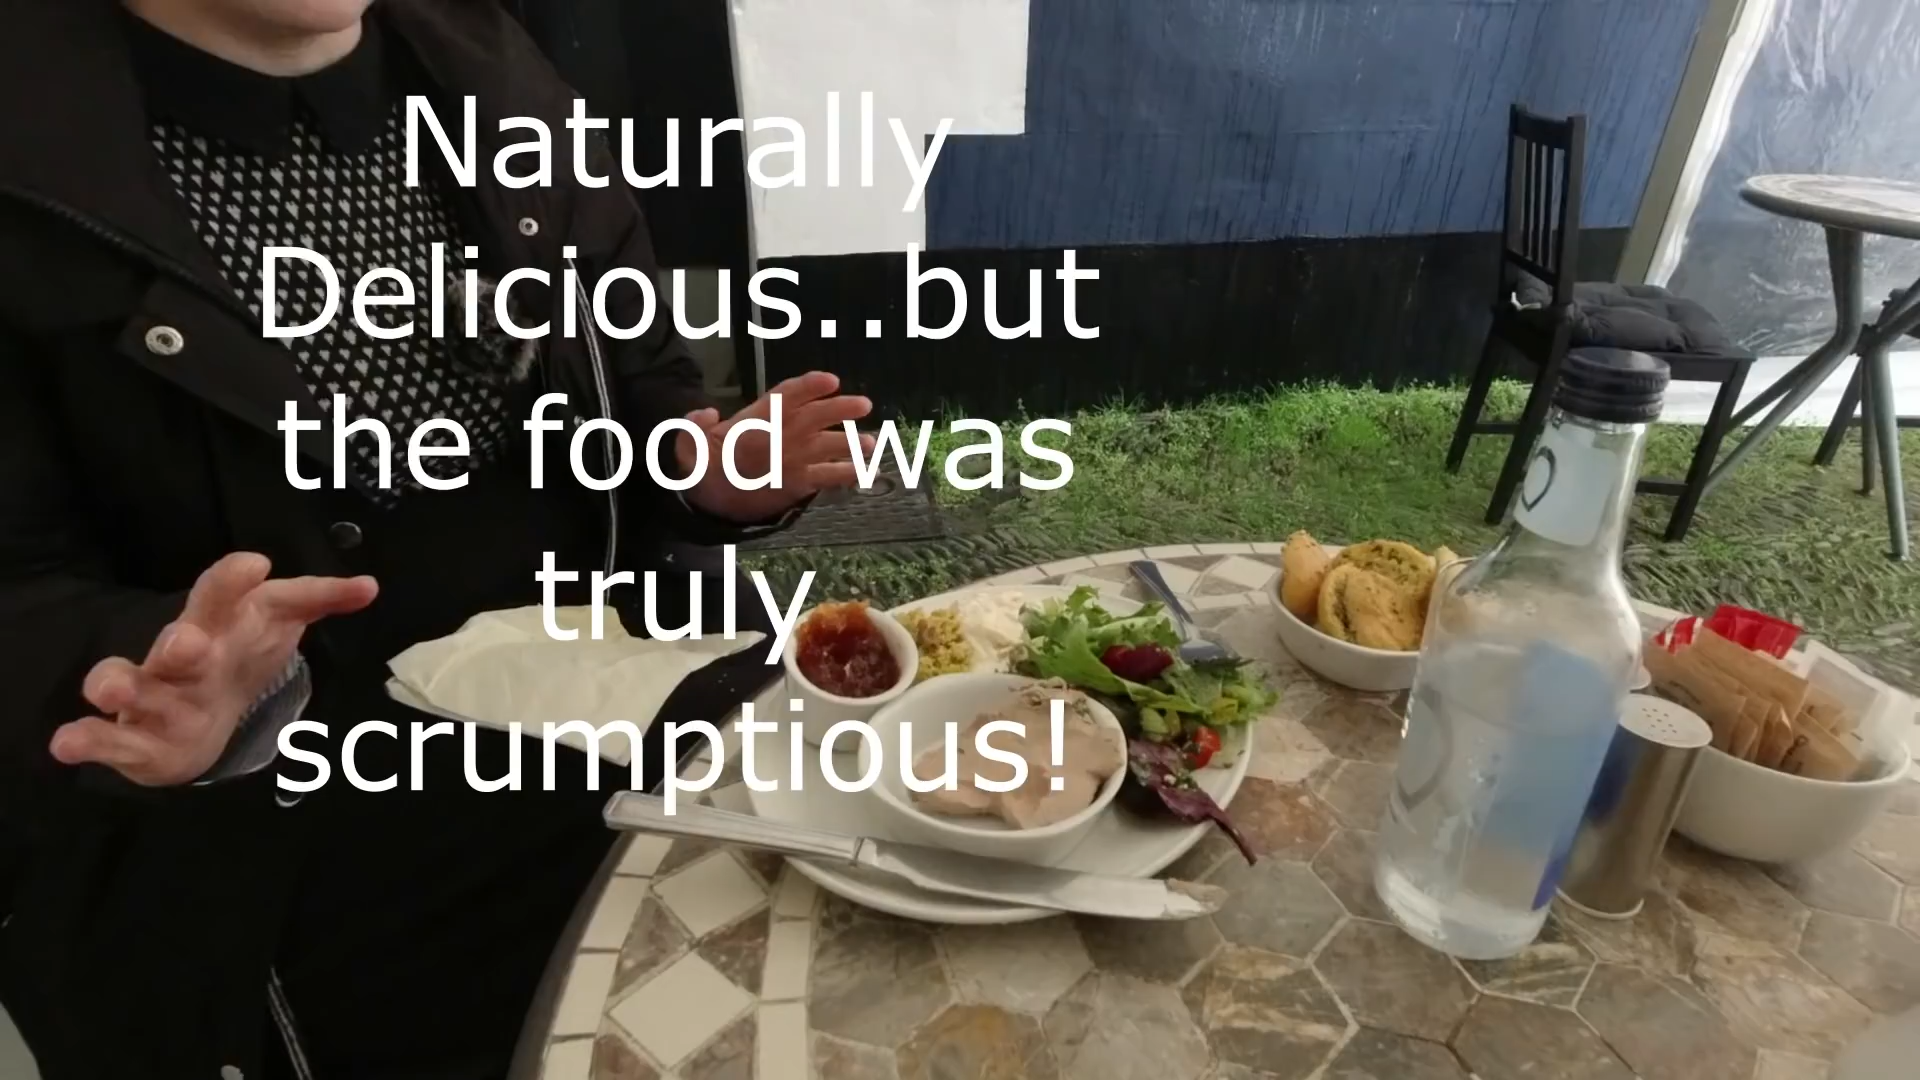 Naturally
Delicious..but
the food was
truly
scrumptious!